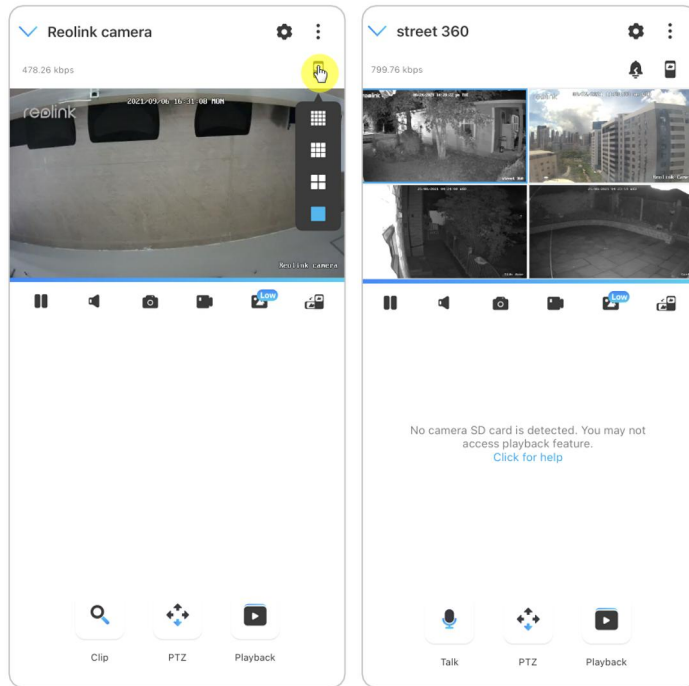 Reolink camera
478.26 kbps
reolink
2021/09/06 16:31:08 MON
Reolink camera
Low
Clip
PTZ
Playback
street 360
799.76 kbps
reolink
street 360
Low
No camera SD card is detected. You may not
access playback feature.
Click for help
Talk
PTZ
Playback